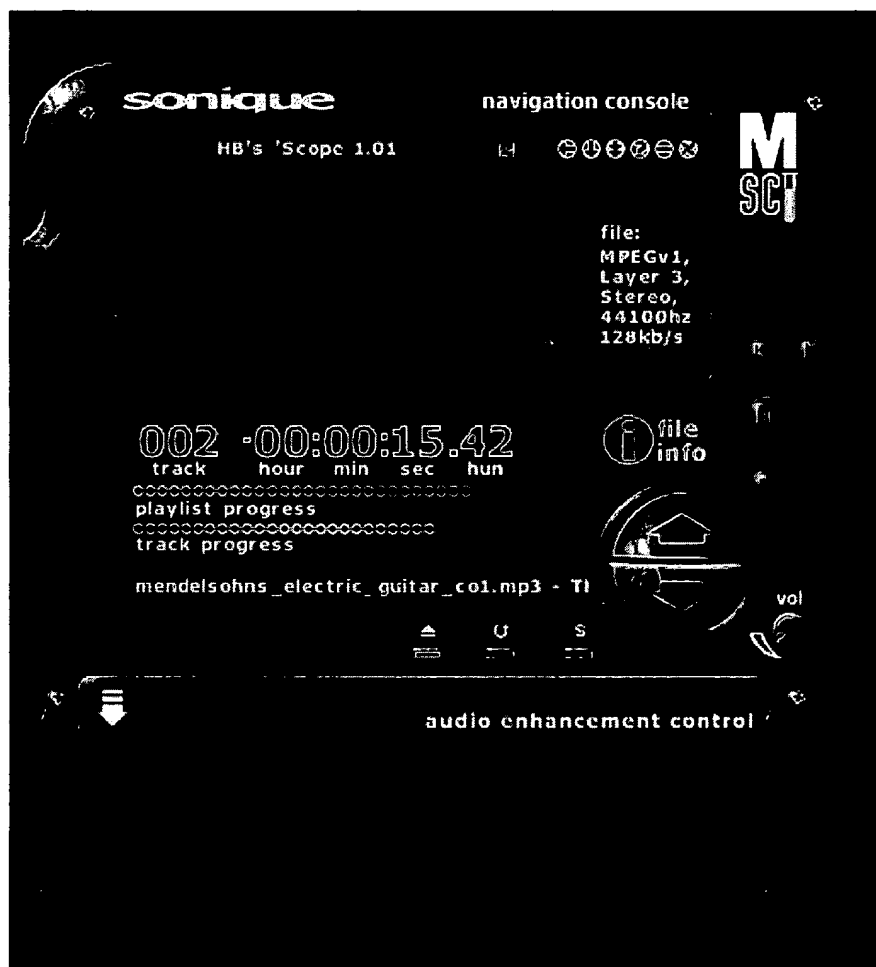 sonique
navigation console
HB's 'Scope 1.01
M
SCI
file:
MPEGv1,
Layer 3,
Stereo,
44100hz
128kb/s
002 -00:00:15.42
track hour min sec hun
file
info
playlist progress
track progress
mendelsohns_electric_guitar_co1.mp3 - TI
vol
S
audio enhancement control